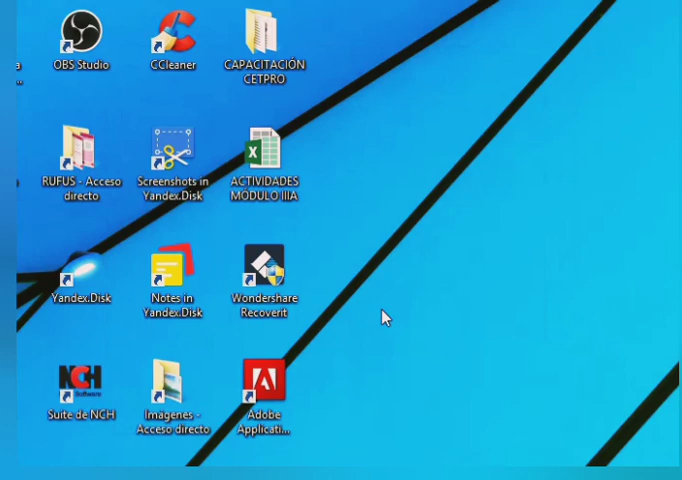 OBS Studio
CCleaner
CAPACITACIÓN
CETPRO
RUFUS - Acceso
directo
Screenshots in
Yandex.Disk
ACTIVIDADES
MÓDULO IIIA
Yandex.Disk
Notes in
Yandex.Disk
Wondershare
Recoverit
NCH
Software
Suite de NCH
Imagenes -
Acceso directo
Adobe
Applicati...